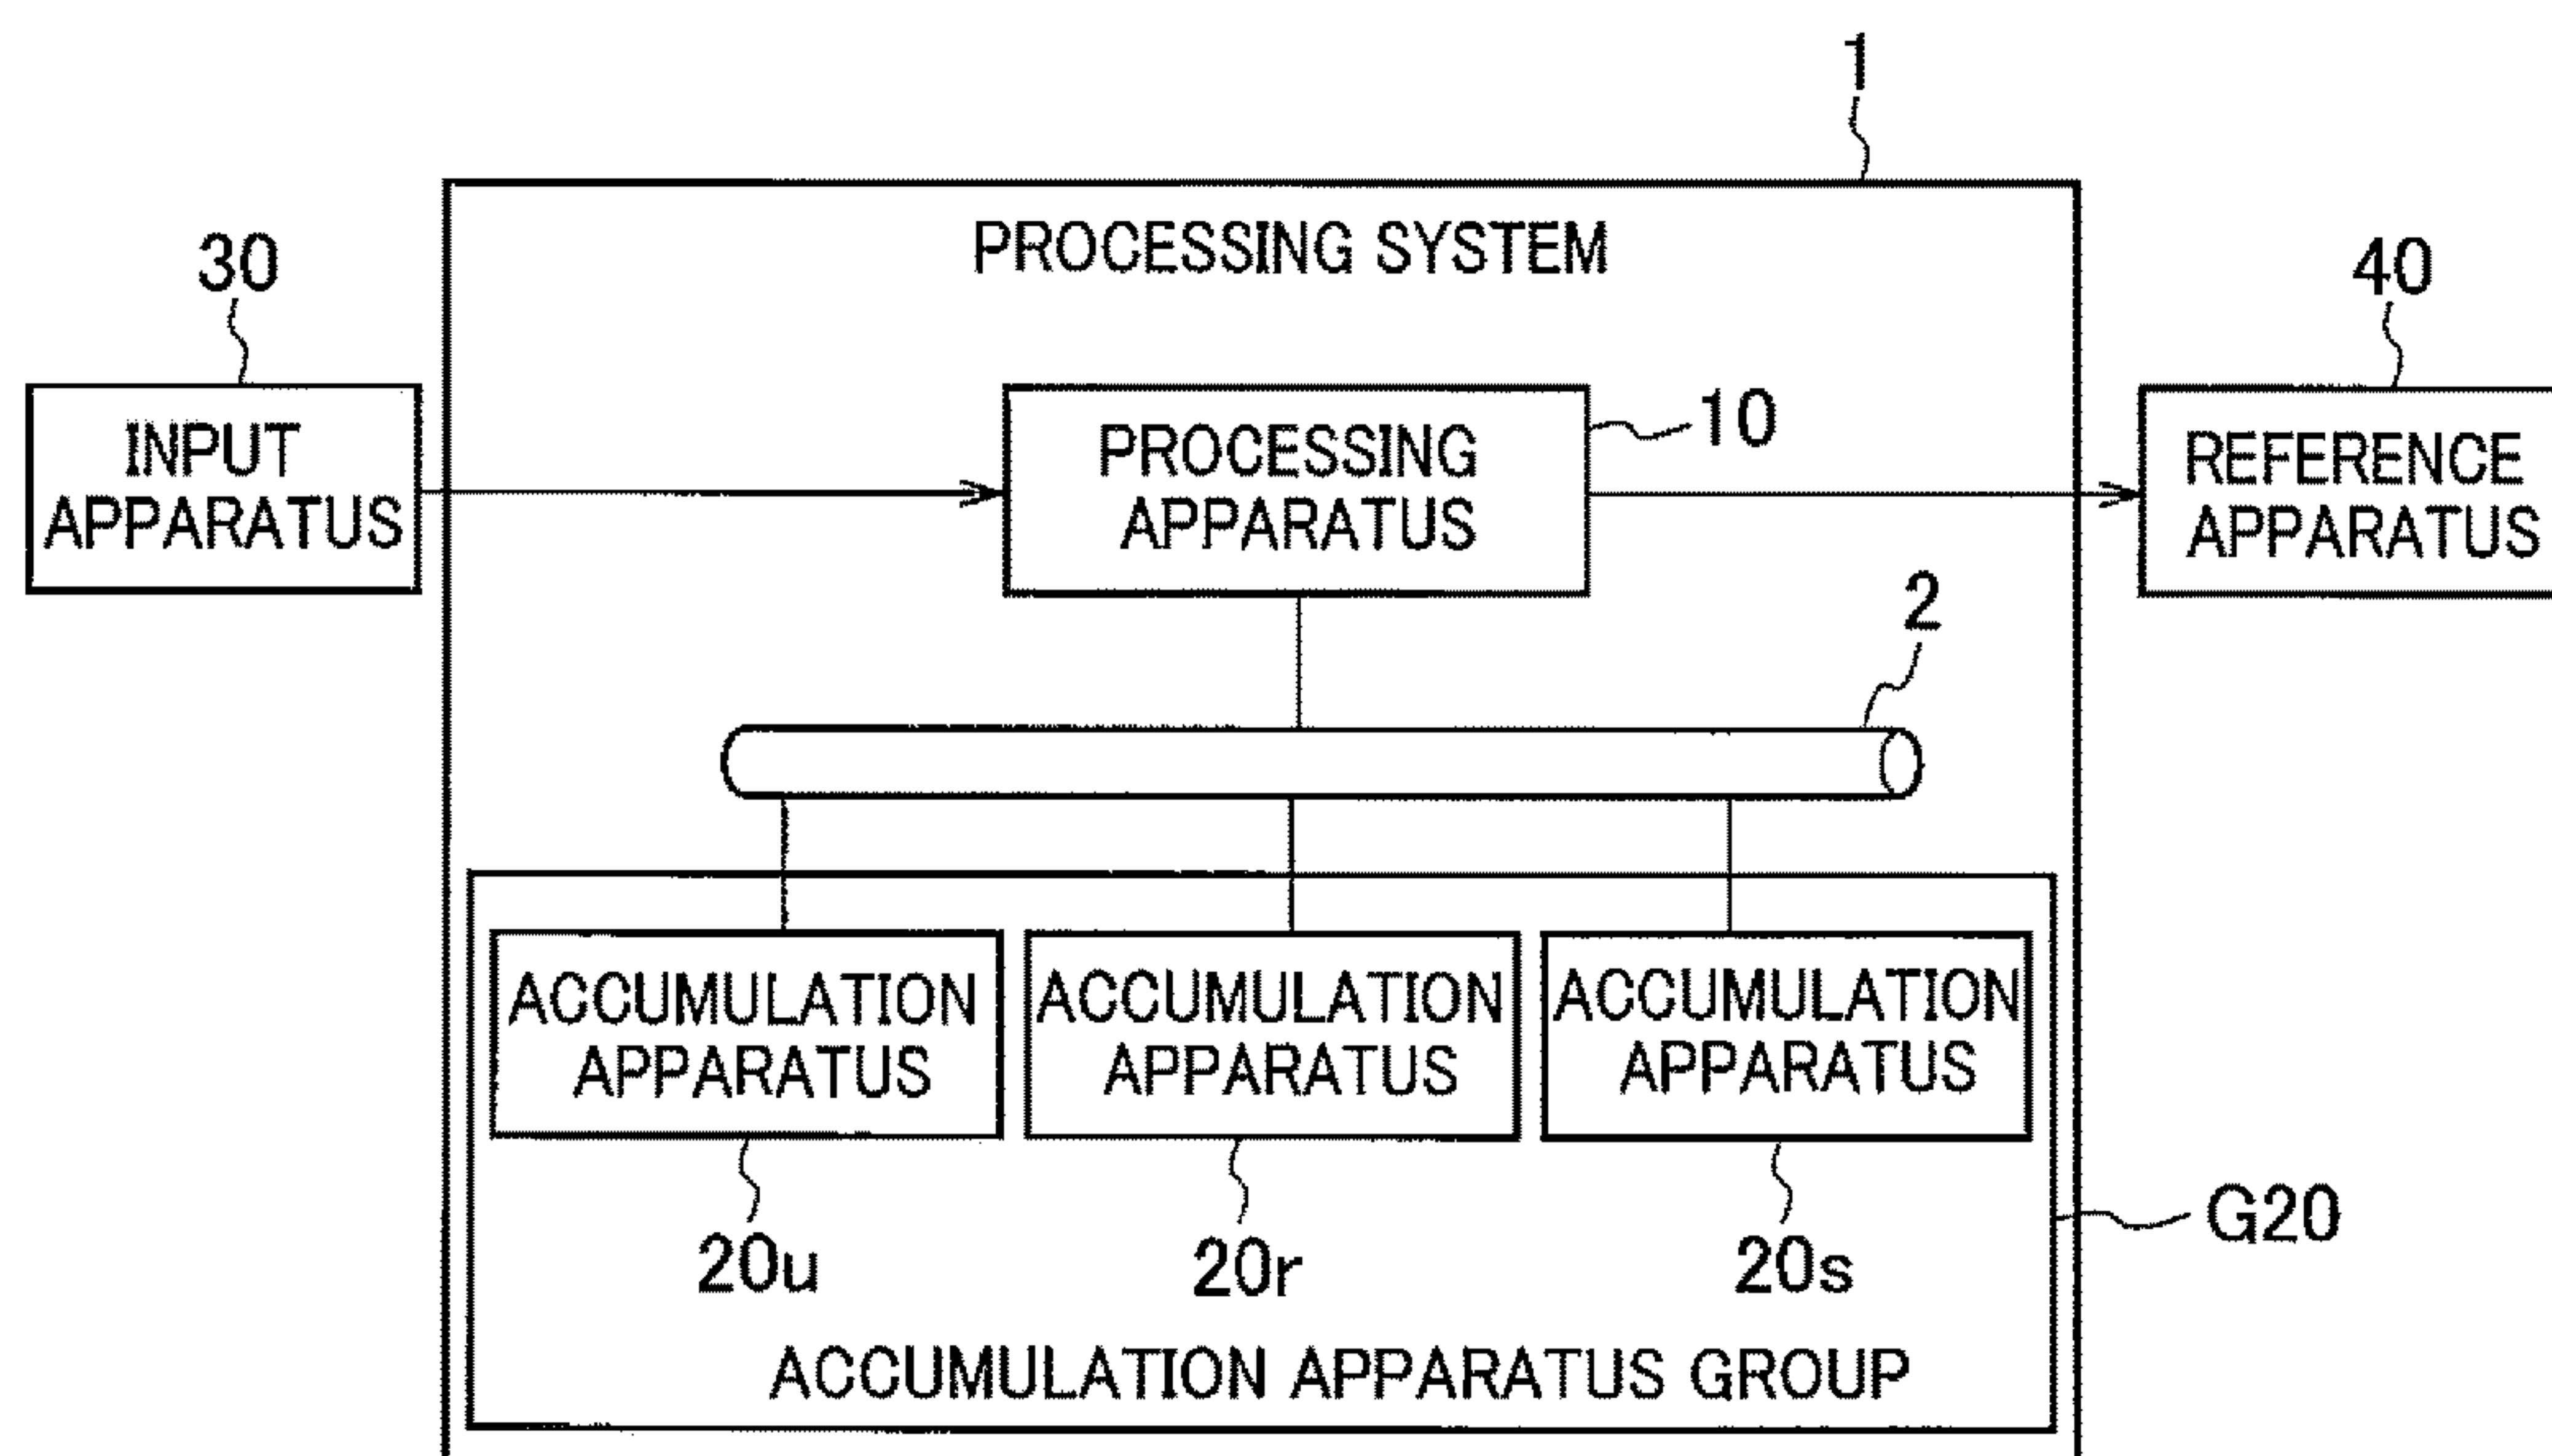 1
PROCESSING SYSTEM
30
40
INPUT
APPARATUS
PROCESSING
APPARATUS
10
REFERENCE
APPARATUS
2
ACCUMULATION
APPARATUS
ACCUMULATION
APPARATUS
ACCUMULATION
APPARATUS
20u
20r
20s
G20
ACCUMULATION APPARATUS GROUP